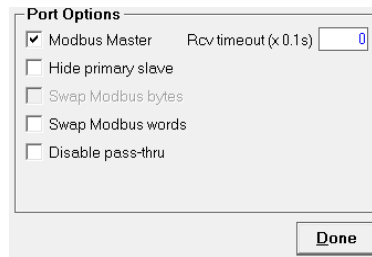 Port Options
Modbus Master Rcv timeout (x 0.1s) 0
Hide primary slave
Swap Modbus bytes
Swap Modbus words
Disable pass-thru
Done